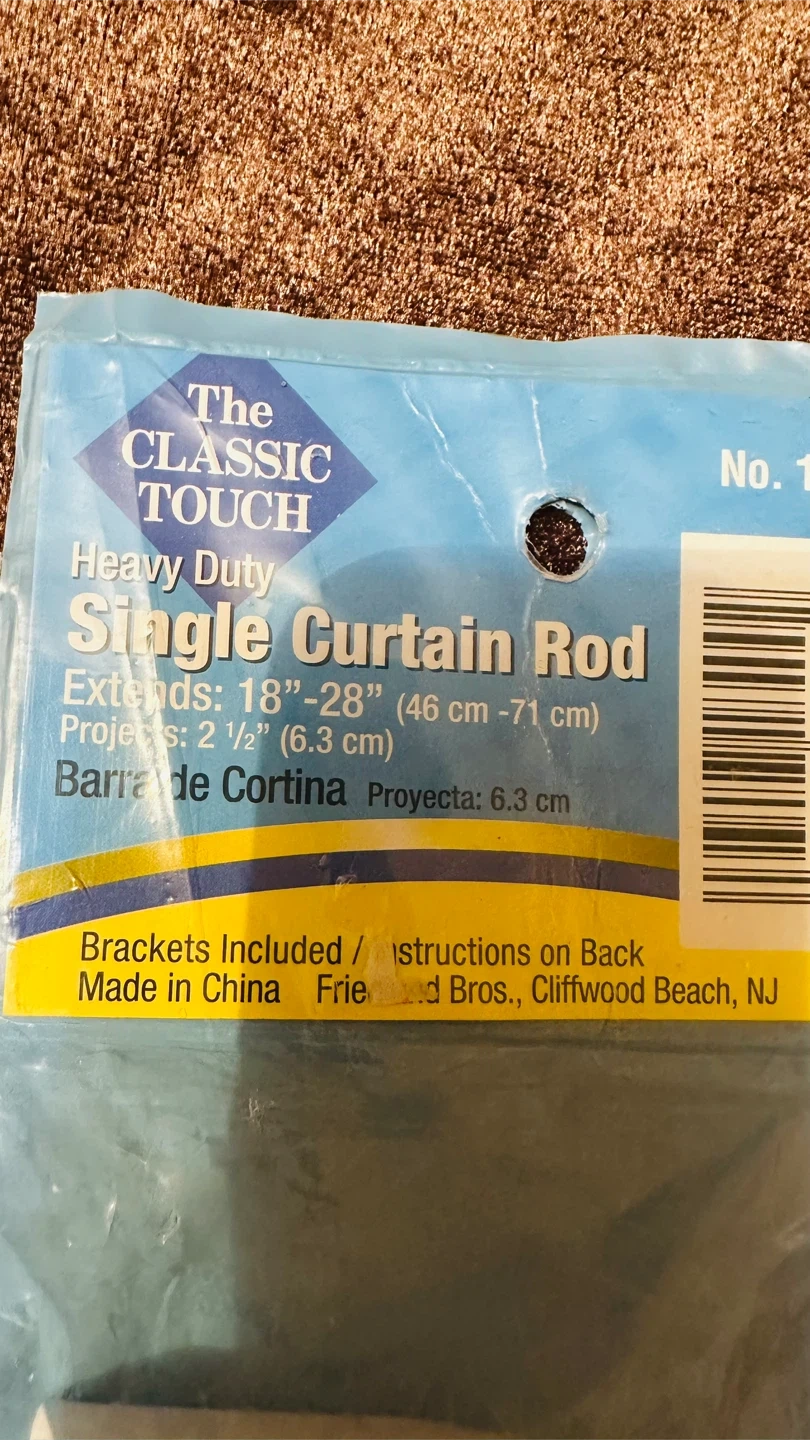 The
CLASSIC
TOUCH
No. 1
Heavy Duty
Single Curtain Rod
Extends: 18”-28” (46 cm -71 cm)
Projects: 2 ½” (6.3 cm)
Barra de Cortina Proyecta: 6.3 cm
Brackets Included / Instructions on Back
Made in China Bros., Cliffwood Beach, NJ